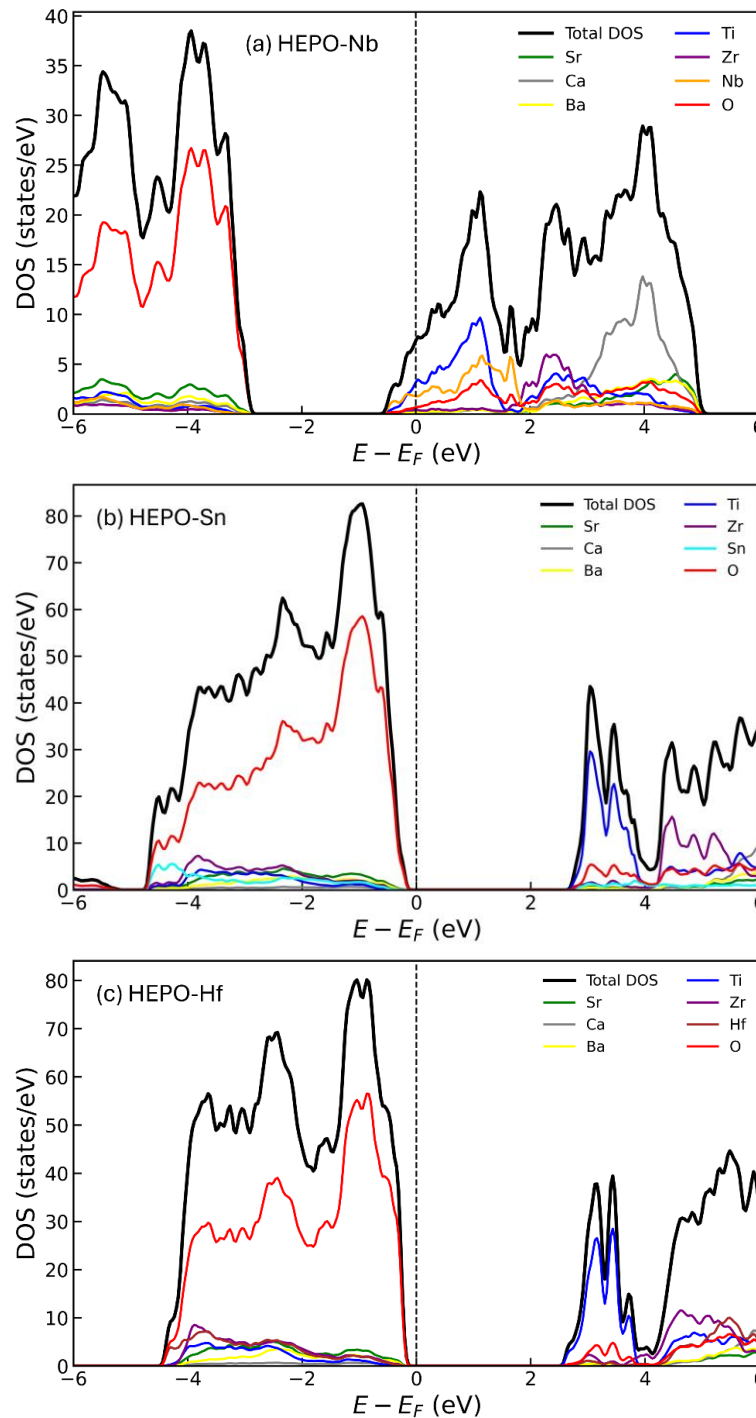 (a) HEPO-Nb
Total DOS
Sr
Ca
Ba
Ti
Zr
Nb
O
DOS (states/eV)
40
35
30
25
20
15
10
5
0
−6
−4
−2
0
2
4
6
E − E_F (eV)
(b) HEPO-Sn
Total DOS
Sr
Ca
Ba
Ti
Zr
Sn
O
DOS (states/eV)
80
70
60
50
40
30
20
10
0
−6
−4
−2
0
2
4
6
E − E_F (eV)
(c) HEPO-Hf
Total DOS
Sr
Ca
Ba
Ti
Zr
Hf
O
DOS (states/eV)
80
70
60
50
40
30
20
10
0
−6
−4
−2
0
2
4
6
E − E_F (eV)